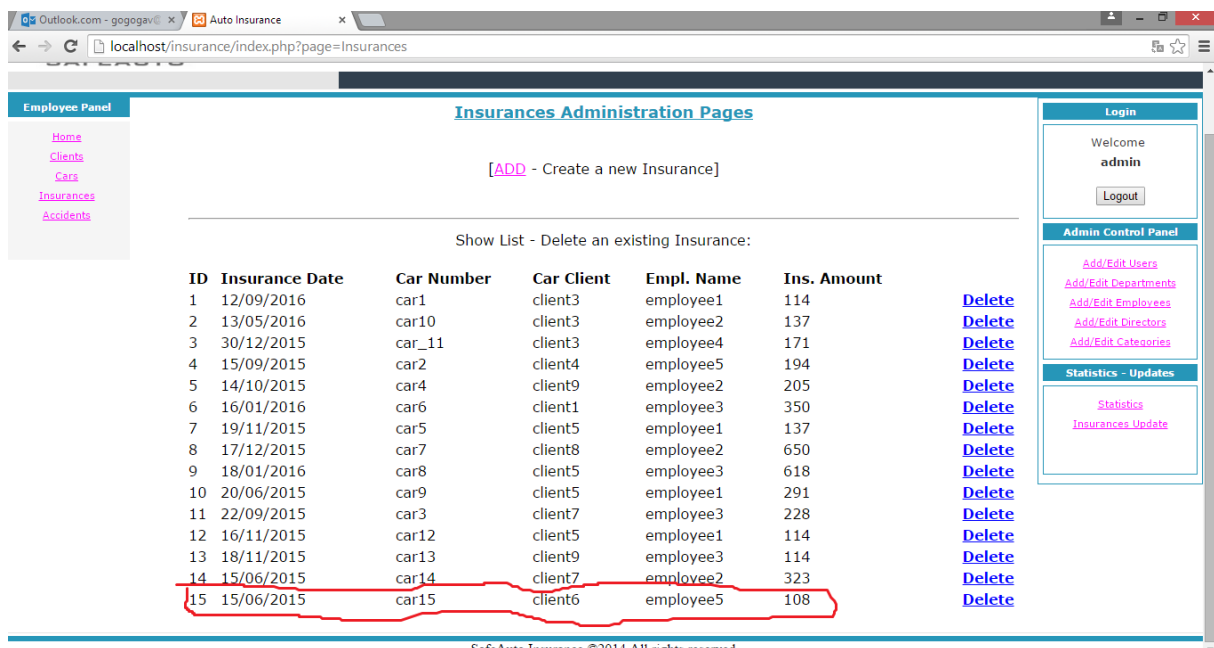 Outlook.com - gogogav
Auto Insurance
localhost/insurance/index.php?page=Insurances
Employee Panel
Home
Clients
Cars
Insurances
Accidents
Insurances Administration Pages
[ADD - Create a new Insurance]
Show List - Delete an existing Insurance:
ID Insurance Date Car Number Car Client Empl. Name Ins. Amount
1 12/09/2016 car1 client3 employee1 114 Delete
2 13/05/2016 car10 client3 employee2 137 Delete
3 30/12/2015 car_11 client3 employee4 171 Delete
4 15/09/2015 car2 client4 employee5 194 Delete
5 14/10/2015 car4 client9 employee2 205 Delete
6 16/01/2016 car6 client1 employee3 350 Delete
7 19/11/2015 car5 client5 employee1 137 Delete
8 17/12/2015 car7 client8 employee2 650 Delete
9 18/01/2016 car8 client5 employee3 618 Delete
10 20/06/2015 car9 client5 employee1 291 Delete
11 22/09/2015 car3 client7 employee3 228 Delete
12 16/11/2015 car12 client5 employee1 114 Delete
13 18/11/2015 car13 client9 employee3 114 Delete
14 15/06/2015 car14 client7 employee2 323 Delete
15 15/06/2015 car15 client6 employee5 108 Delete
Login
Welcome
admin
Logout
Admin Control Panel
Add/Edit Users
Add/Edit Departments
Add/Edit Employees
Add/Edit Directors
Add/Edit Categories
Statistics - Updates
Statistics
Insurances Update
SafeAuto Insurance ©2014 All rights reserved